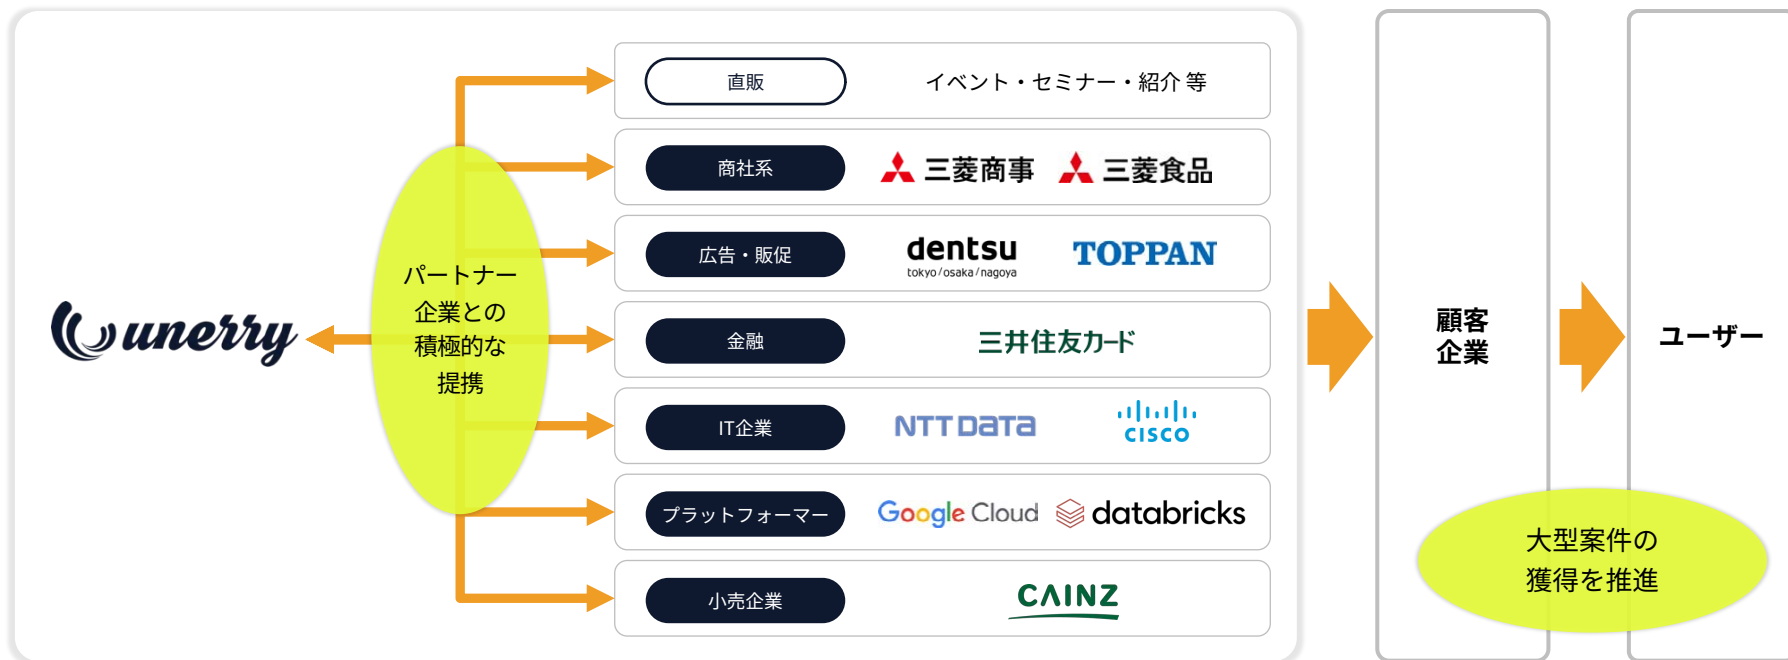 unerry
パートナー
企業との
積極的な
提携
直販
イベント・セミナー・紹介 等
商社系
三菱商事
三菱食品
広告・販促
dentsu
tokyo/osaka/nagoya
TOPPAN
金融
三井住友カード
IT企業
NTT DATA
CISCO
プラットフォーマー
Google Cloud
databricks
小売企業
CAINZ
顧客
企業
ユーザー
大型案件の
獲得を推進